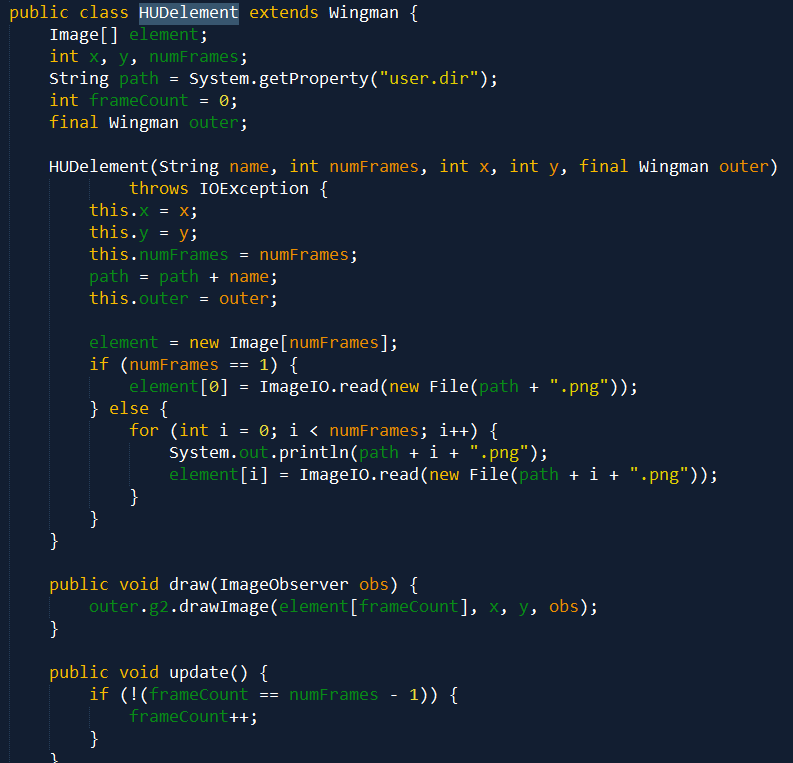 public class HUDelement extends Wingman {
    Image[] element;
    int x, y, numFrames;
    String path = System.getProperty("user.dir");
    int frameCount = 0;
    final Wingman outer;

    HUDelement(String name, int numFrames, int x, int y, final Wingman outer)
            throws IOException {
        this.x = x;
        this.y = y;
        this.numFrames = numFrames;
        path = path + name;
        this.outer = outer;

        element = new Image[numFrames];
        if (numFrames == 1) {
            element[0] = ImageIO.read(new File(path + ".png"));
        } else {
            for (int i = 0; i < numFrames; i++) {
                System.out.println(path + i + ".png");
                element[i] = ImageIO.read(new File(path + i + ".png"));
            }
        }
    }

    public void draw(ImageObserver obs) {
        outer.g2.drawImage(element[frameCount], x, y, obs);
    }

    public void update() {
        if (!(frameCount == numFrames - 1)) {
            frameCount++;
        }
    }